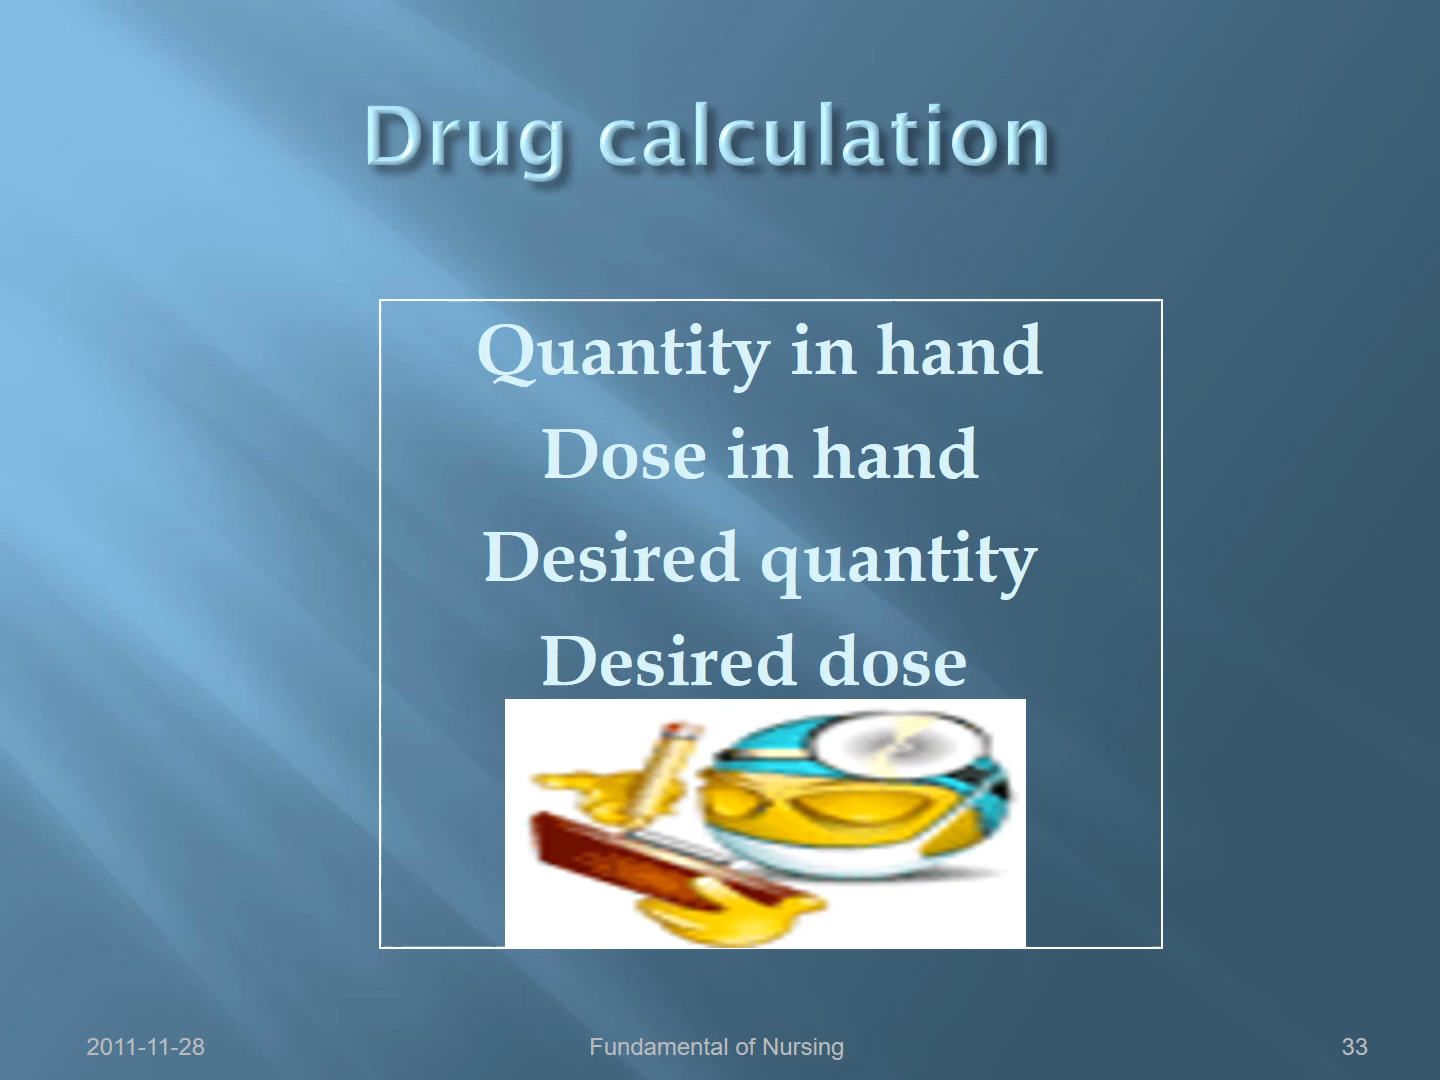 Drug calculation
Quantity in hand
Dose in hand
Desired quantity
Desired dose
2011-11-28
Fundamental of Nursing
33